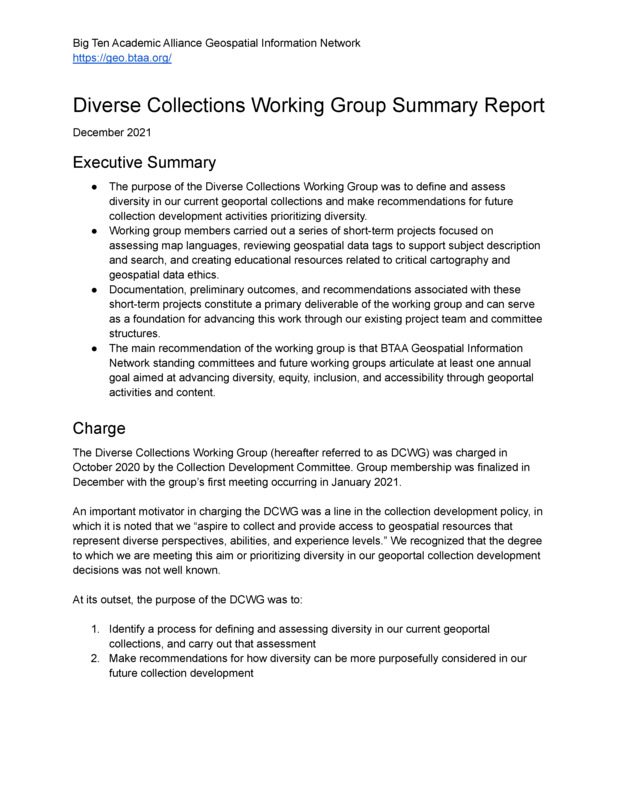 Big Ten Academic Alliance Geospatial Information Network
https://geo.btaa.org/
Diverse Collections Working Group Summary Report
December 2021
Executive Summary
● The purpose of the Diverse Collections Working Group was to define and assess
diversity in our current geoportal collections and make recommendations for future
collection development activities prioritizing diversity.
● Working group members carried out a series of short-term projects focused on
assessing map languages, reviewing geospatial data tags to support subject description
and search, and creating educational resources related to critical cartography and
geospatial data ethics.
● Documentation, preliminary outcomes, and recommendations associated with these
short-term projects constitute a primary deliverable of the working group and can serve
as a foundation for advancing this work through our existing project team and committee
structures.
● The main recommendation of the working group is that BTAA Geospatial Information
Network standing committees and future working groups articulate at least one annual
goal aimed at advancing diversity, equity, inclusion, and accessibility through geoportal
activities and content.
Charge
The Diverse Collections Working Group (hereafter referred to as DCWG) was charged in
October 2020 by the Collection Development Committee. Group membership was finalized in
December with the group’s first meeting occurring in January 2021.
An important motivator in charging the DCWG was a line in the collection development policy, in
which it is noted that we “aspire to collect and provide access to geospatial resources that
represent diverse perspectives, abilities, and experience levels.” We recognized that the degree
to which we are meeting this aim or prioritizing diversity in our geoportal collection development
decisions was not well known.
At its outset, the purpose of the DCWG was to:
1. Identify a process for defining and assessing diversity in our current geoportal
collections, and carry out that assessment
2. Make recommendations for how diversity can be more purposefully considered in our
future collection development